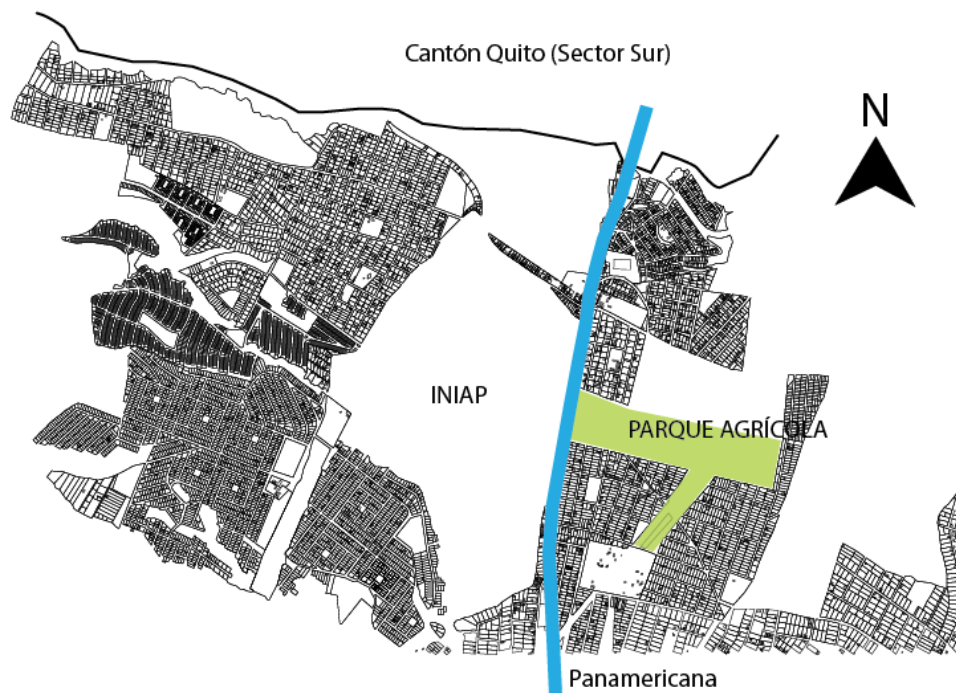 Cantón Quito (Sector Sur)
N
INIAP
PARQUE AGRÍCOLA
Panamericana